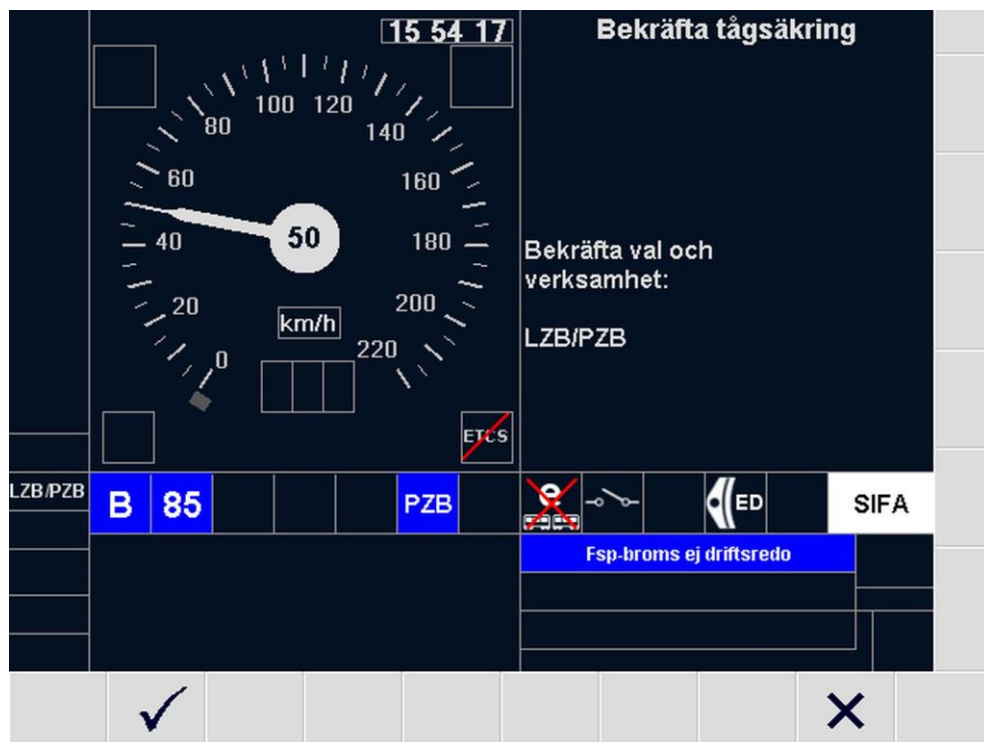 15 54 17
Bekräfta tågsäkring
100 120
80
140
60
160
50
40
180
Bekräfta val och
verksamhet:
20
200
km/h
LZB/PZB
220
0
ETCS
LZB/PZB
B 85
PZB
e
ED
SIFA
Fsp-broms ej driftsredo